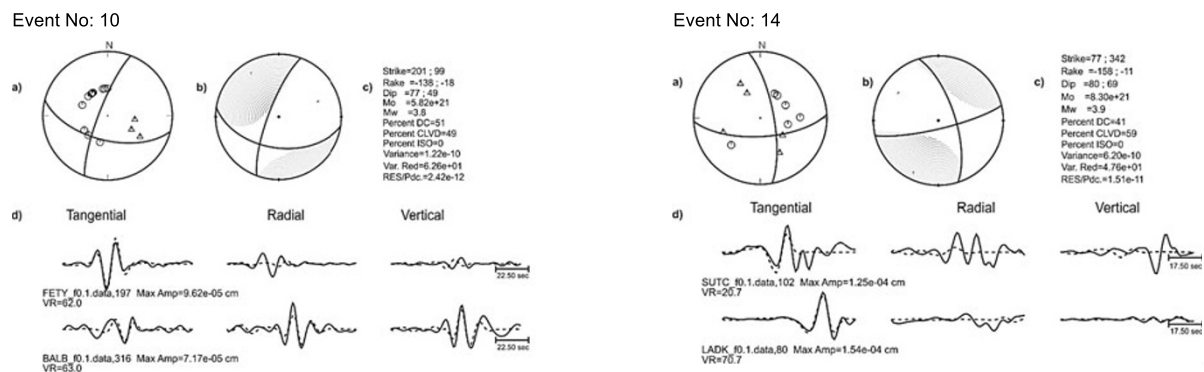 Event No: 10
N
a)
b)
c)
Strike=201 ; 99
Rake =-138 ; -18
Dip =77 ; 49
Mo =5.82e+21
Mw =3.8
Percent DC=51
Percent CLVD=49
Percent ISO=0
Variance=1.22e-10
Var. Red=6.26e+01
RES/Pdc.=2.42e-12
d)
Tangential
Radial
Vertical
22.50 sec
FETY_f0.1.data,197 Max Amp=9.62e-05 cm
VR=62.0
22.50 sec
BALB_f0.1.data,316 Max Amp=7.17e-05 cm
VR=63.0
Event No: 14
N
a)
b)
c)
Strike=77 ; 342
Rake =-158 ; -11
Dip =80 ; 69
Mo =8.30e+21
Mw =3.9
Percent DC=41
Percent CLVD=59
Percent ISO=0
Variance=6.20e-10
Var. Red=4.76e+01
RES/Pdc.=1.51e-11
d)
Tangential
Radial
Vertical
17.50 sec
SUTC_f0.1.data,102 Max Amp=1.25e-04 cm
VR=20.7
17.50 sec
LADK_f0.1.data,80 Max Amp=1.54e-04 cm
VR=70.7